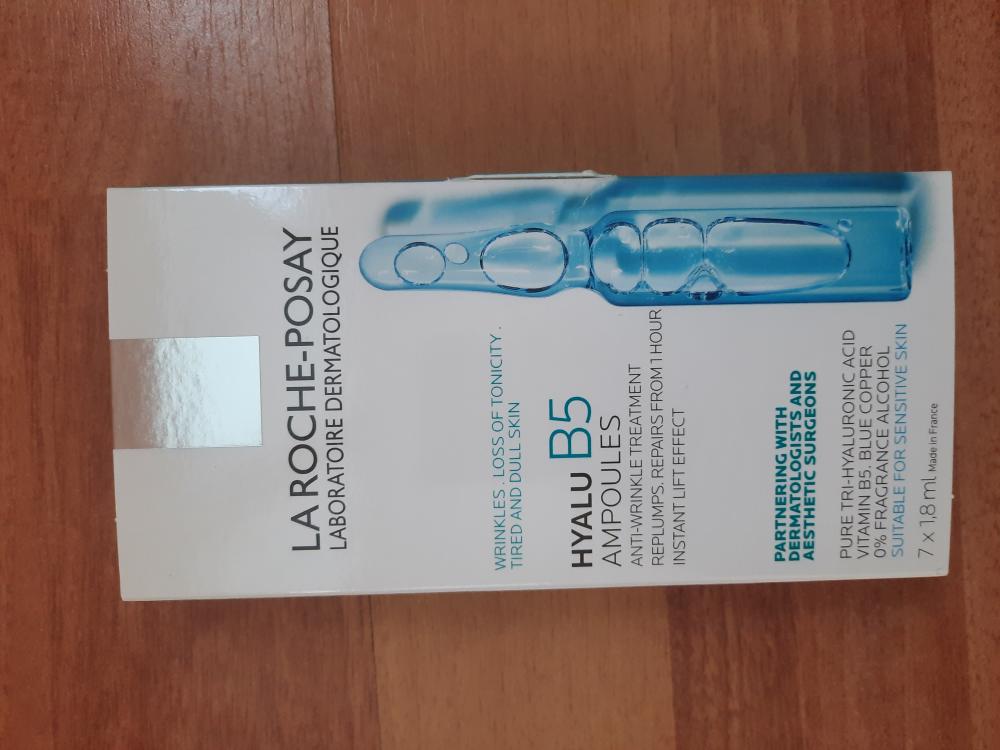 LA ROCHE-POSAY
LABORATOIRE DERMATOLOGIQUE
WRINKLES . LOSS OF TONICITY .
TIRED AND DULL SKIN
HYALU B5
AMPOULES
ANTI-WRINKLE TREATMENT
REPLUMPS. REPAIRS FROM 1 HOUR
INSTANT LIFT EFFECT
PARTNERING WITH
DERMATOLOGISTS AND
AESTHETIC SURGEONS
PURE TRI-HYALURONIC ACID
VITAMIN B5. BLUE COPPER
0% FRAGRANCE ALCOHOL
SUITABLE FOR SENSITIVE SKIN
7 x 1,8 ml Made in France